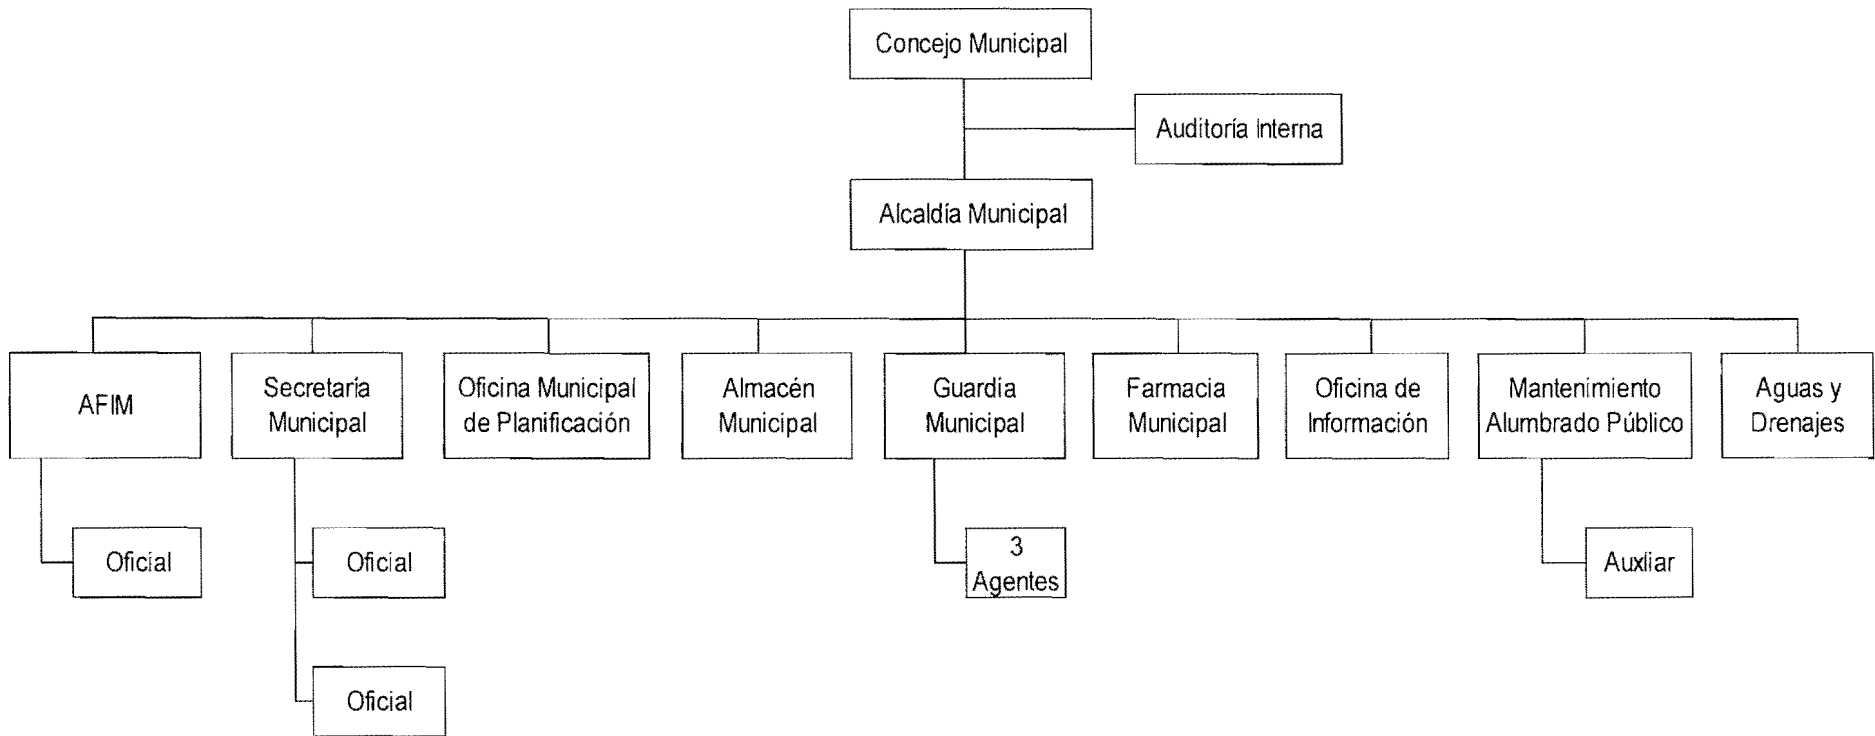 Concejo Municipal
Auditoría Interna
Alcaldía Municipal
AFIM
Secretaría
Municipal
Oficina Municipal
de Planificación
Almacén
Municipal
Guardia
Municipal
Farmacia
Municipal
Oficina de
Información
Mantenimiento
Alumbrado Público
Aguas y
Drenajes
Oficial
Oficial
3
Agentes
Auxliar
Oficial